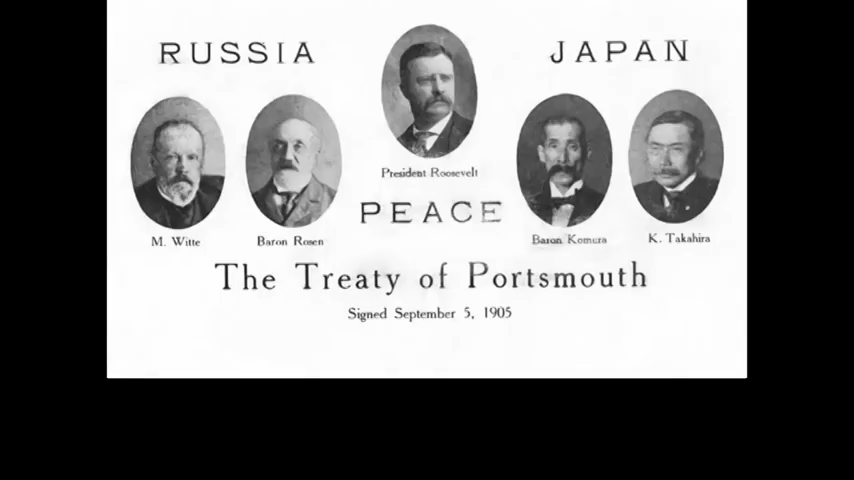 RUSSIA
JAPAN
President Roosevelt
PEACE
M. Witte
Baron Rosen
Baron Komura
K. Takahira
The Treaty of Portsmouth
Signed September 5, 1905